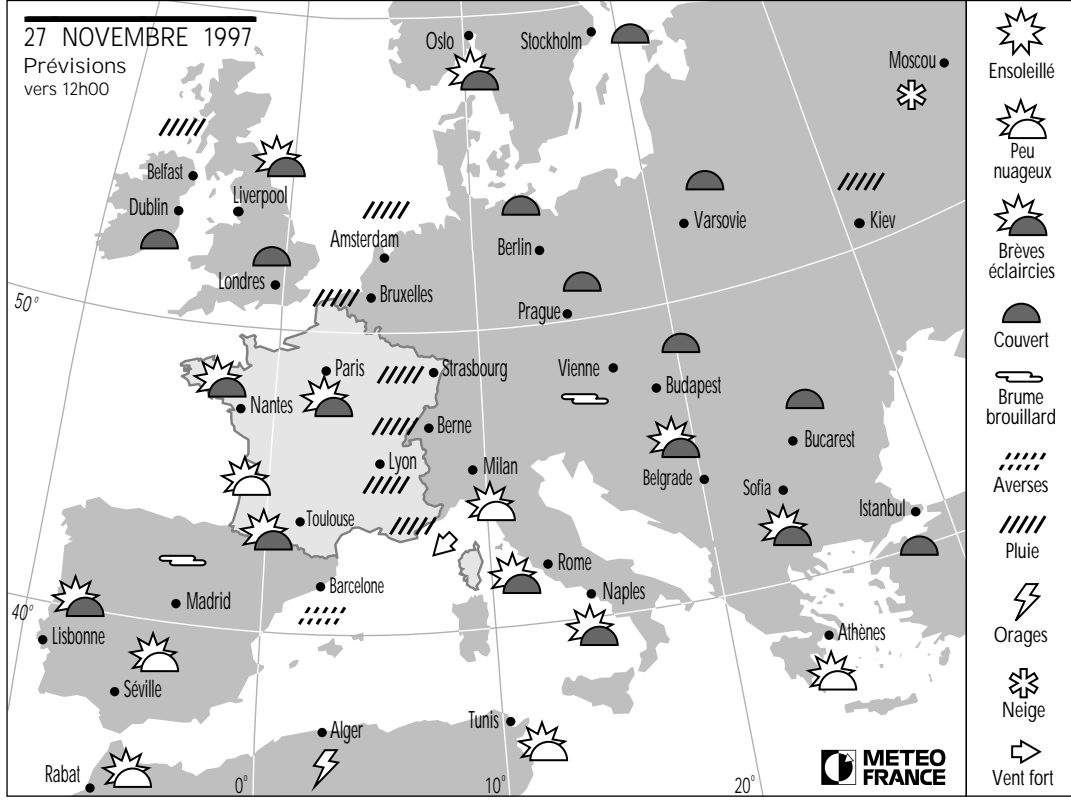 27 NOVEMBRE 1997
Prévisions
vers 12h00
Oslo
Stockholm
Moscou
Belfast
Dublin
Liverpool
Amsterdam
Londres
Bruxelles
Berlin
Varsovie
Kiev
Prague
50°
Paris
Strasbourg
Vienne
Budapest
Nantes
Berne
Bucarest
Lyon
Milan
Belgrade
Sofia
Istanbul
Toulouse
Rome
Barcelone
Naples
40°
Madrid
Lisbonne
Athènes
Séville
Alger
Tunis
Rabat
0°
10°
20°
METEO
FRANCE
Ensoleillé
Peu
nuageux
Brèves
éclaircies
Couvert
Brume
brouillard
Averses
Pluie
Orages
Neige
Vent fort